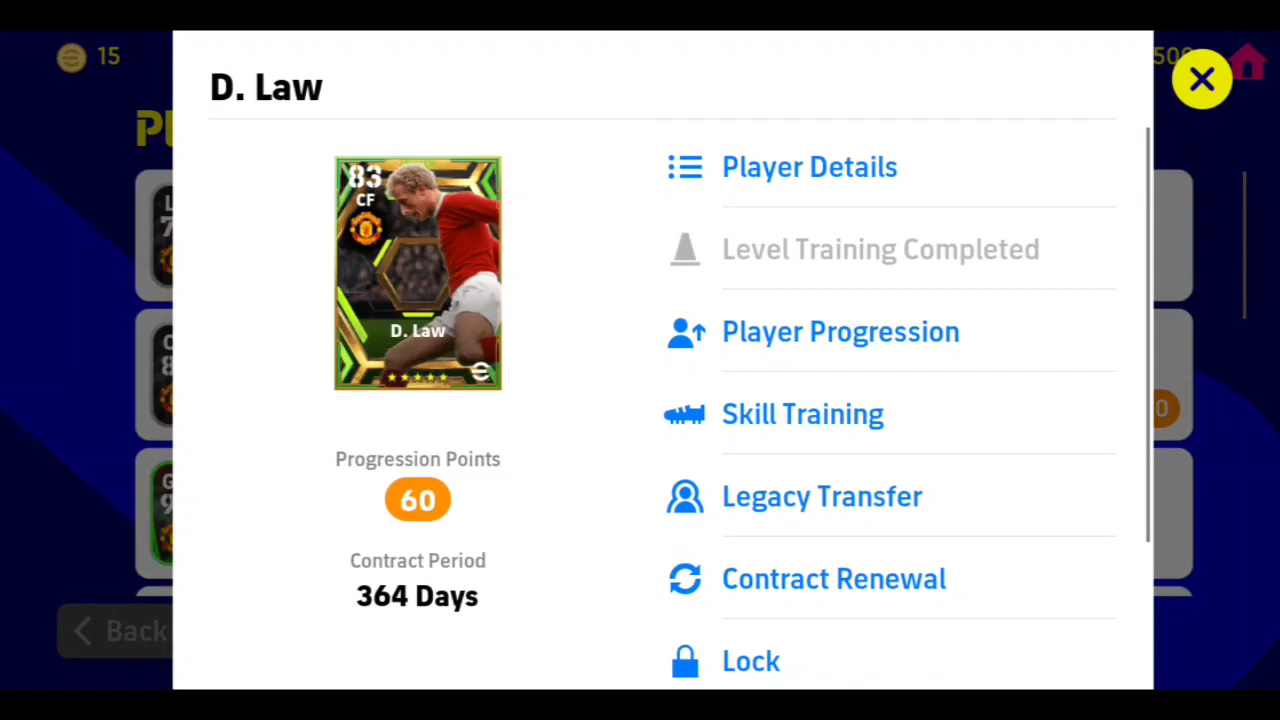 15
500
D. Law
83
CF
D. Law
Progression Points
60
Contract Period
364 Days
Player Details
Level Training Completed
Player Progression
Skill Training
Legacy Transfer
Contract Renewal
Lock
Back